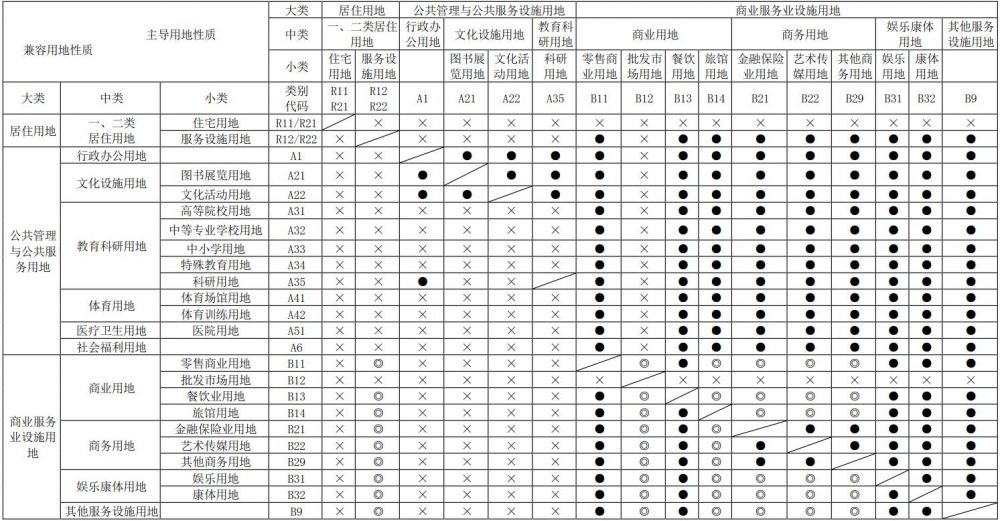 主导用地性质
兼容用地性质
大类 居住用地 公共管理与公共服务设施用地 商业服务业设施用地
中类 一、二类居住用地 行政办公用地 文化设施用地 教育科研用地 商业用地 商务用地 娱乐康体用地 其他服务设施用地
小类 住宅用地 服务设施用地 图书展览用地 文化活动用地 科研用地 零售商业用地 批发市场用地 餐饮用地 旅馆用地 金融保险业用地 艺术传媒用地 其他商务用地 娱乐用地 康体用地
大类 中类 小类 类别代码 R11 R21 R12 R22 A1 A21 A22 A35 B11 B12 B13 B14 B21 B22 B29 B31 B32 B9
居住用地 一、二类居住用地 住宅用地 R11/R21 × × × × × × × × × × × × × × ×
服务设施用地 R12/R22 × × × × × ● × ● ● ● ● ● ● ● ●
公共管理与公共服务用地 行政办公用地 A1 × × ● ● ● ● × ● ● ● ● ● ● ● ●
文化设施用地 图书展览用地 A21 × × ● ● ● ● × ● ● ● ● ● ● ● ●
文化活动用地 A22 × × ● ● ● ● × ● ● ● ● ● ● ● ●
教育科研用地 高等院校用地 A31 × × × × × × ● × ● ● ● ● ● ● ● ●
中等专业学校用地 A32 × × × × × × ● × ● ● ● ● ● ● ● ●
中小学用地 A33 × × × × × × ● × ● ● ● ● ● ● ● ●
特殊教育用地 A34 × × × × × × ● × ● ● ● ● ● ● ● ●
科研用地 A35 × × ● × × ● × ● ● ● ● ● ● ● ●
体育用地 体育场馆用地 A41 × × × × × × ● × ● ● ● ● ● ● ● ●
体育训练用地 A42 × × × × × × ● × ● ● ● ● ● ● ● ●
医疗卫生用地 医院用地 A51 × × × × × × ● × ● ● ● ● ● ● ● ●
社会福利用地 A6 × × × × × × ● × ● ● ● ● ● ● ● ●
商业服务业设施用地 商业用地 零售商业用地 B11 × ◎ × × × × ◎ ● ◎ ◎ ◎ ◎ ● ● ●
批发市场用地 B12 × × × × × × × × × × × × × × ×
餐饮业用地 B13 × ◎ × × × × ● ◎ ◎ ◎ ◎ ◎ ● ● ●
旅馆用地 B14 × ◎ × × × × ● ◎ ● ◎ ◎ ◎ ● ● ●
商务用地 金融保险业用地 B21 × ◎ × × × × ● ◎ ● ◎ ● ● ● ● ●
艺术传媒用地 B22 × ◎ × × × × ● ◎ ● ◎ ● ● ● ● ●
其他商务用地 B29 × ◎ × × × × ● ◎ ● ◎ ● ● ● ● ●
娱乐康体用地 娱乐用地 B31 × ◎ × × × × ● ◎ ● ◎ ◎ ◎ ◎ ● ●
康体用地 B32 × ◎ × × × × ● ◎ ● ◎ ◎ ◎ ◎ ● ●
其他服务设施用地 B9 × ◎ × × × × ● ◎ ● ◎ ◎ ◎ ◎ ● ●